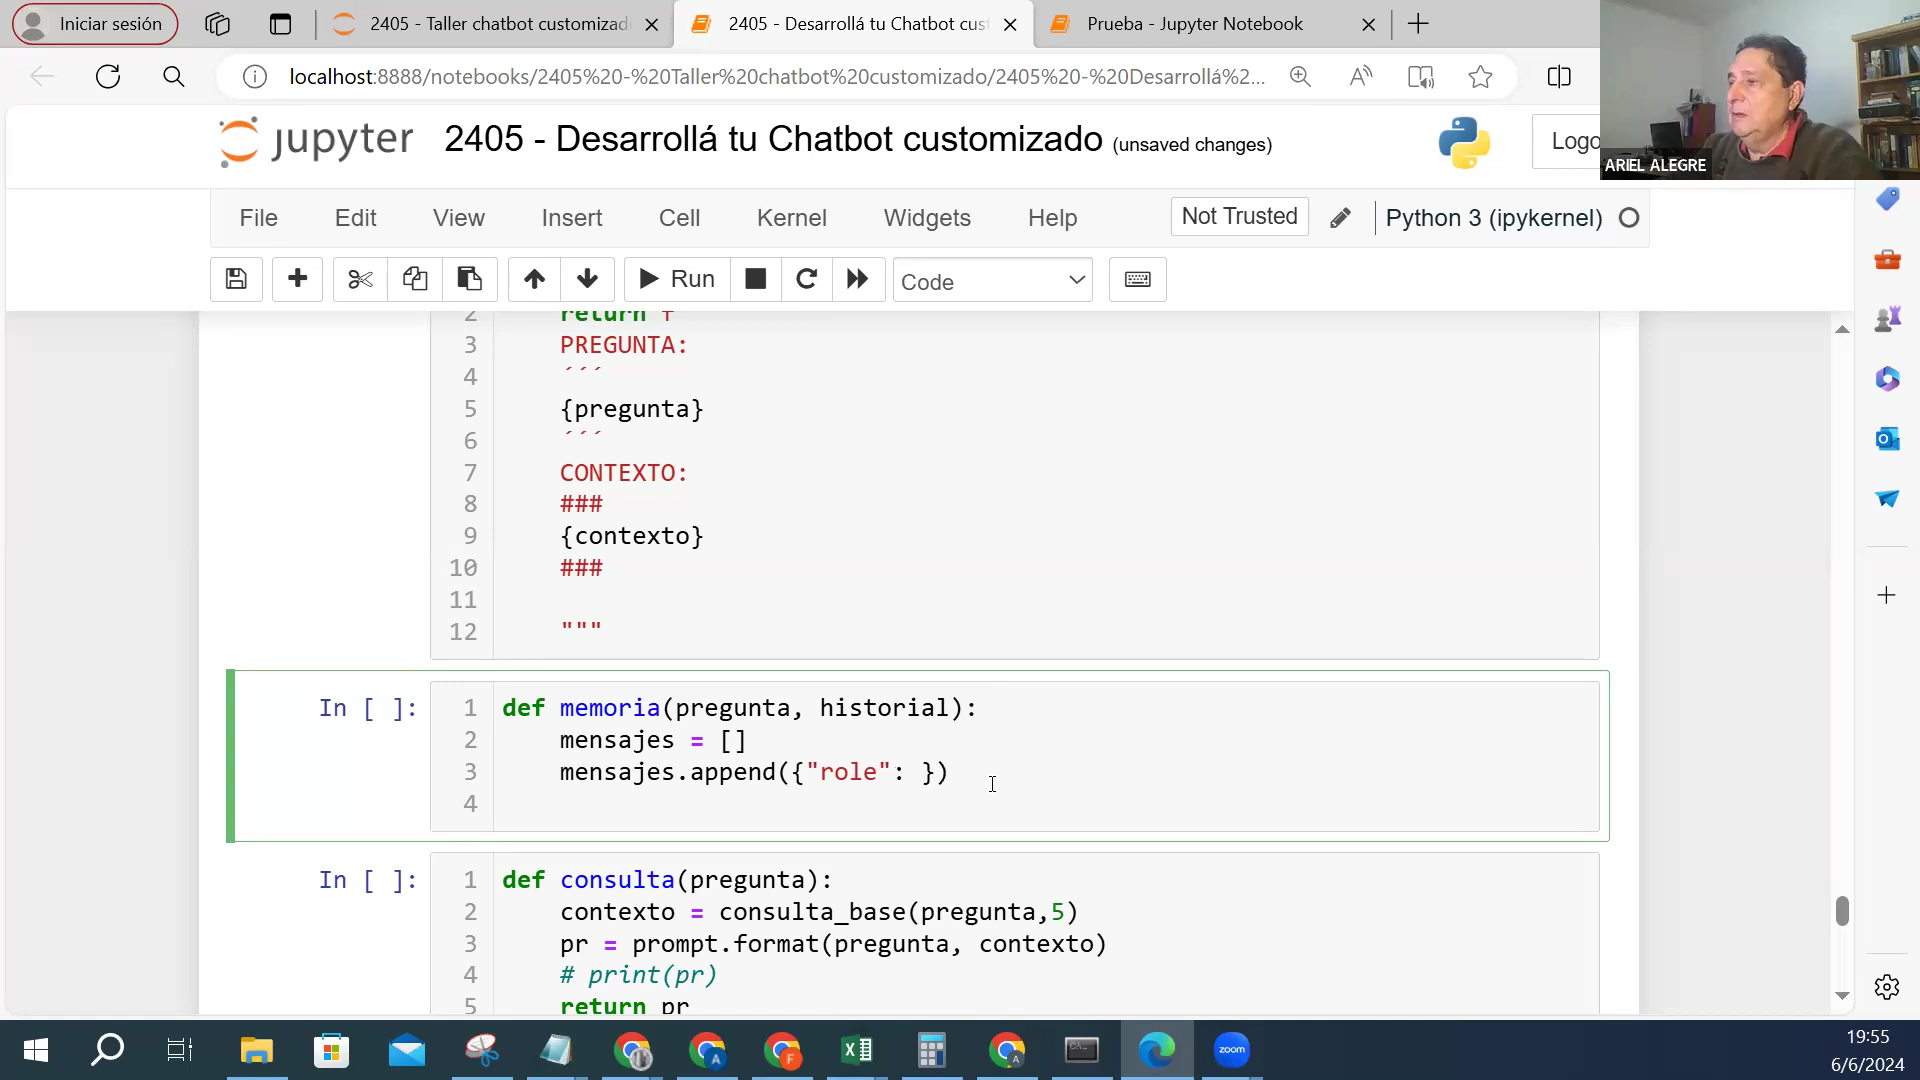 Iniciar sesión
2405 - Taller chatbot customizad
2405 - Desarrollá tu Chatbot cus
Prueba - Jupyter Notebook
localhost:8888/notebooks/2405%20-%20Taller%20chatbot%20customizado/2405%20-%20Desarrollá%2...
jupyter
2405 - Desarrollá tu Chatbot customizado (unsaved changes)
Logo
ARIEL ALEGRE
File Edit View Insert Cell Kernel Widgets Help
Not Trusted
Python 3 (ipykernel)
Run
Code
2 return f
3 PREGUNTA:
4 ´´´
5 {pregunta}
6 ´´´
7 CONTEXTO:
8 ###
9 {contexto}
10 ###
11
12 """
In [ ]:
1 def memoria(pregunta, historial):
2 mensajes = []
3 mensajes.append({"role": })
4
In [ ]:
1 def consulta(pregunta):
2 contexto = consulta_base(pregunta,5)
3 pr = prompt.format(pregunta, contexto)
4 # print(pr)
5 return pr
zoom
19:55
6/6/2024